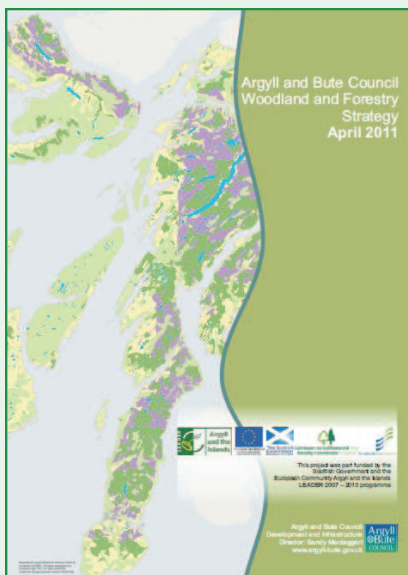 Argyll and Bute Council
Woodland and Forestry
Strategy
April 2011
Argyll
and the
Islands
This project was part funded by the
Scottish Government and the
European Community Argyll and the Islands
LEADER 2007 – 2013 programme
Argyll and Bute Council
Development and Infrastructure
Director: Sandy Mactaggart
www.argyll-bute.gov.uk
Argyll
Bute
COUNCIL